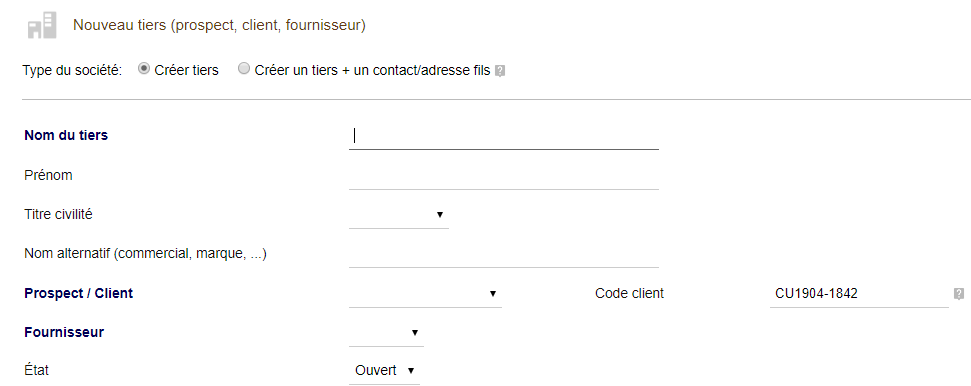 Nouveau tiers (prospect, client, fournisseur)
Type du société: Créer tiers Créer un tiers + un contact/adresse fils ?
Nom du tiers
Prénom
Titre civilité
Nom alternatif (commercial, marque, ...)
Prospect / Client Code client CU1904-1842 ?
Fournisseur
État Ouvert